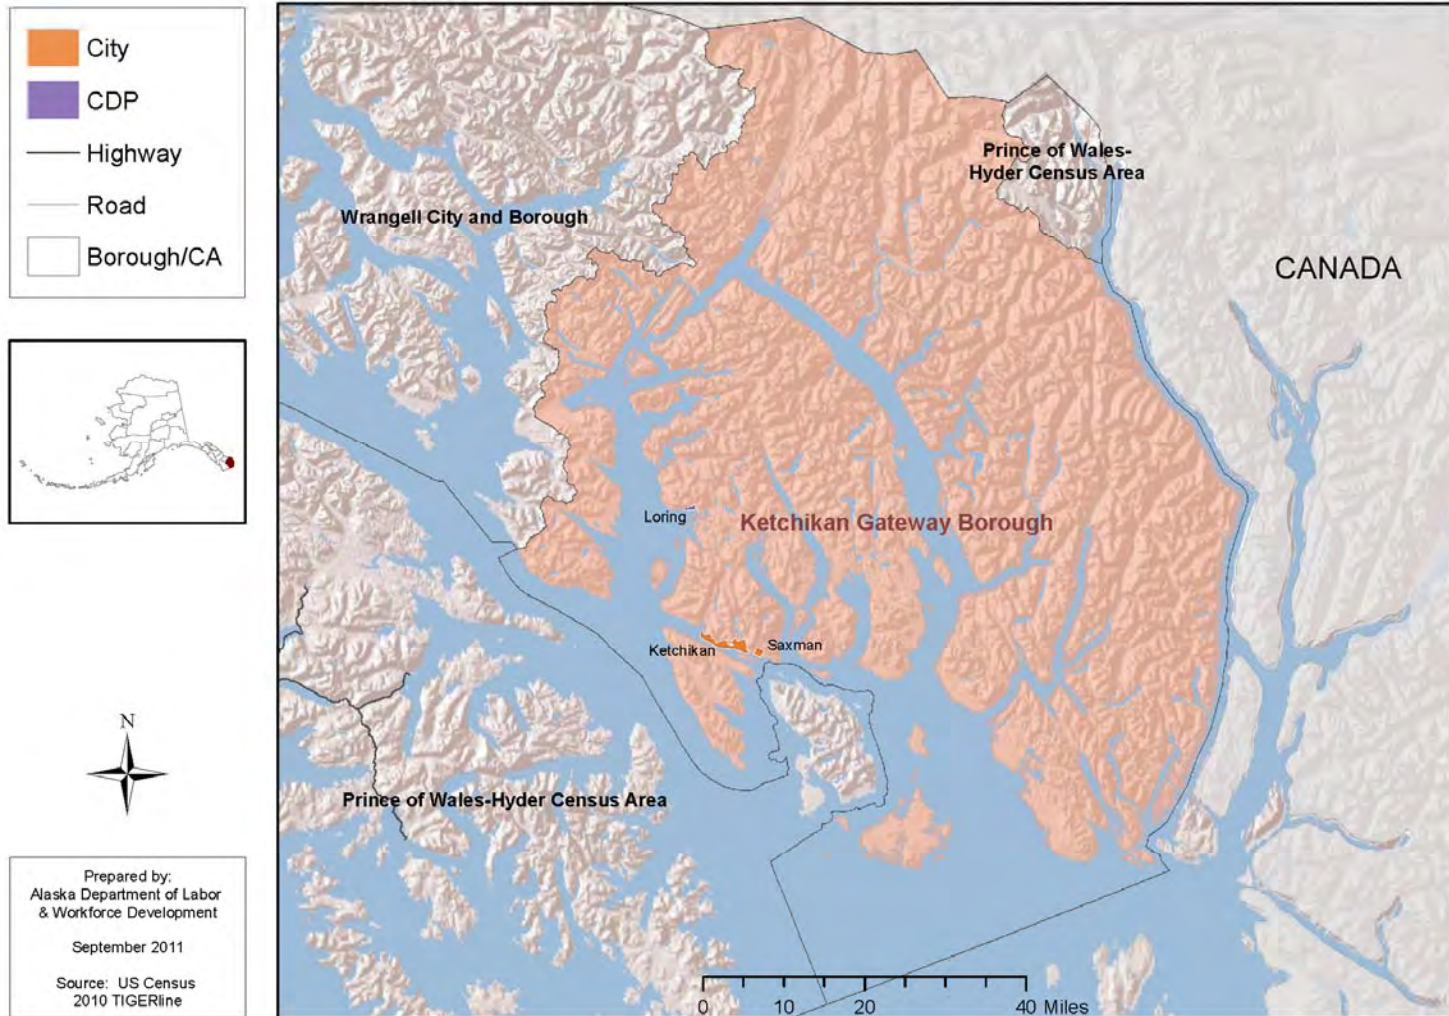 City
CDP
Highway
Road
Borough/CA
N
Prepared by:
Alaska Department of Labor
& Workforce Development
September 2011
Source: US Census
2010 TIGERline
Prince of Wales-
Hyder Census Area
Wrangell City and Borough
CANADA
Loring
Ketchikan Gateway Borough
Ketchikan
Saxman
Prince of Wales-Hyder Census Area
0 10 20 40 Miles